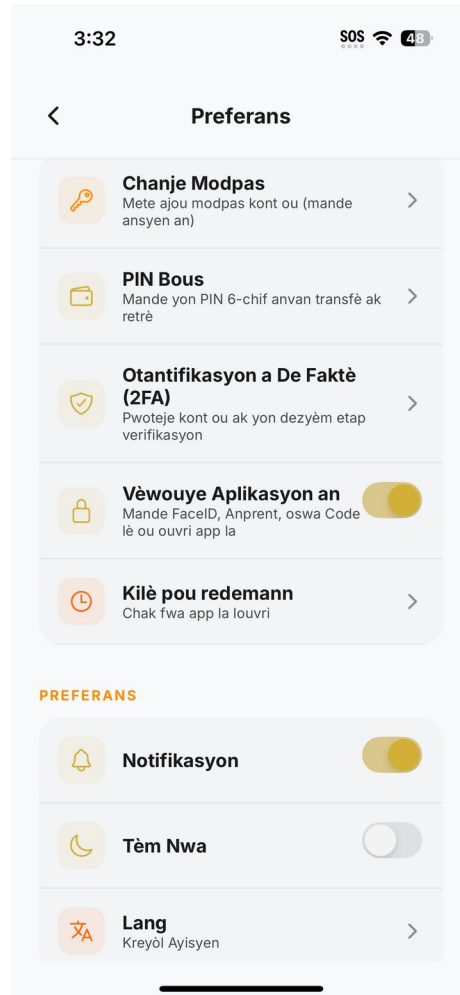 3:32
SOS
48
Preferans
Chanje Modpas
Mete ajou modpas kont ou (mande
ansyen an)
PIN Bous
Mande yon PIN 6-chif anvan transfè ak
retrè
Otantifikasyon a De Faktè
(2FA)
Pwoteje kont ou ak yon dezyèm etap
verifikasyon
Vèwouye Aplikasyon an
Mande FaceID, Anprent, oswa Code
lè ou ouvri app la
Kilè pou redemann
Chak fwa app la louvri
PREFERANS
Notifikasyon
Tèm Nwa
Lang
Kreyòl Ayisyen